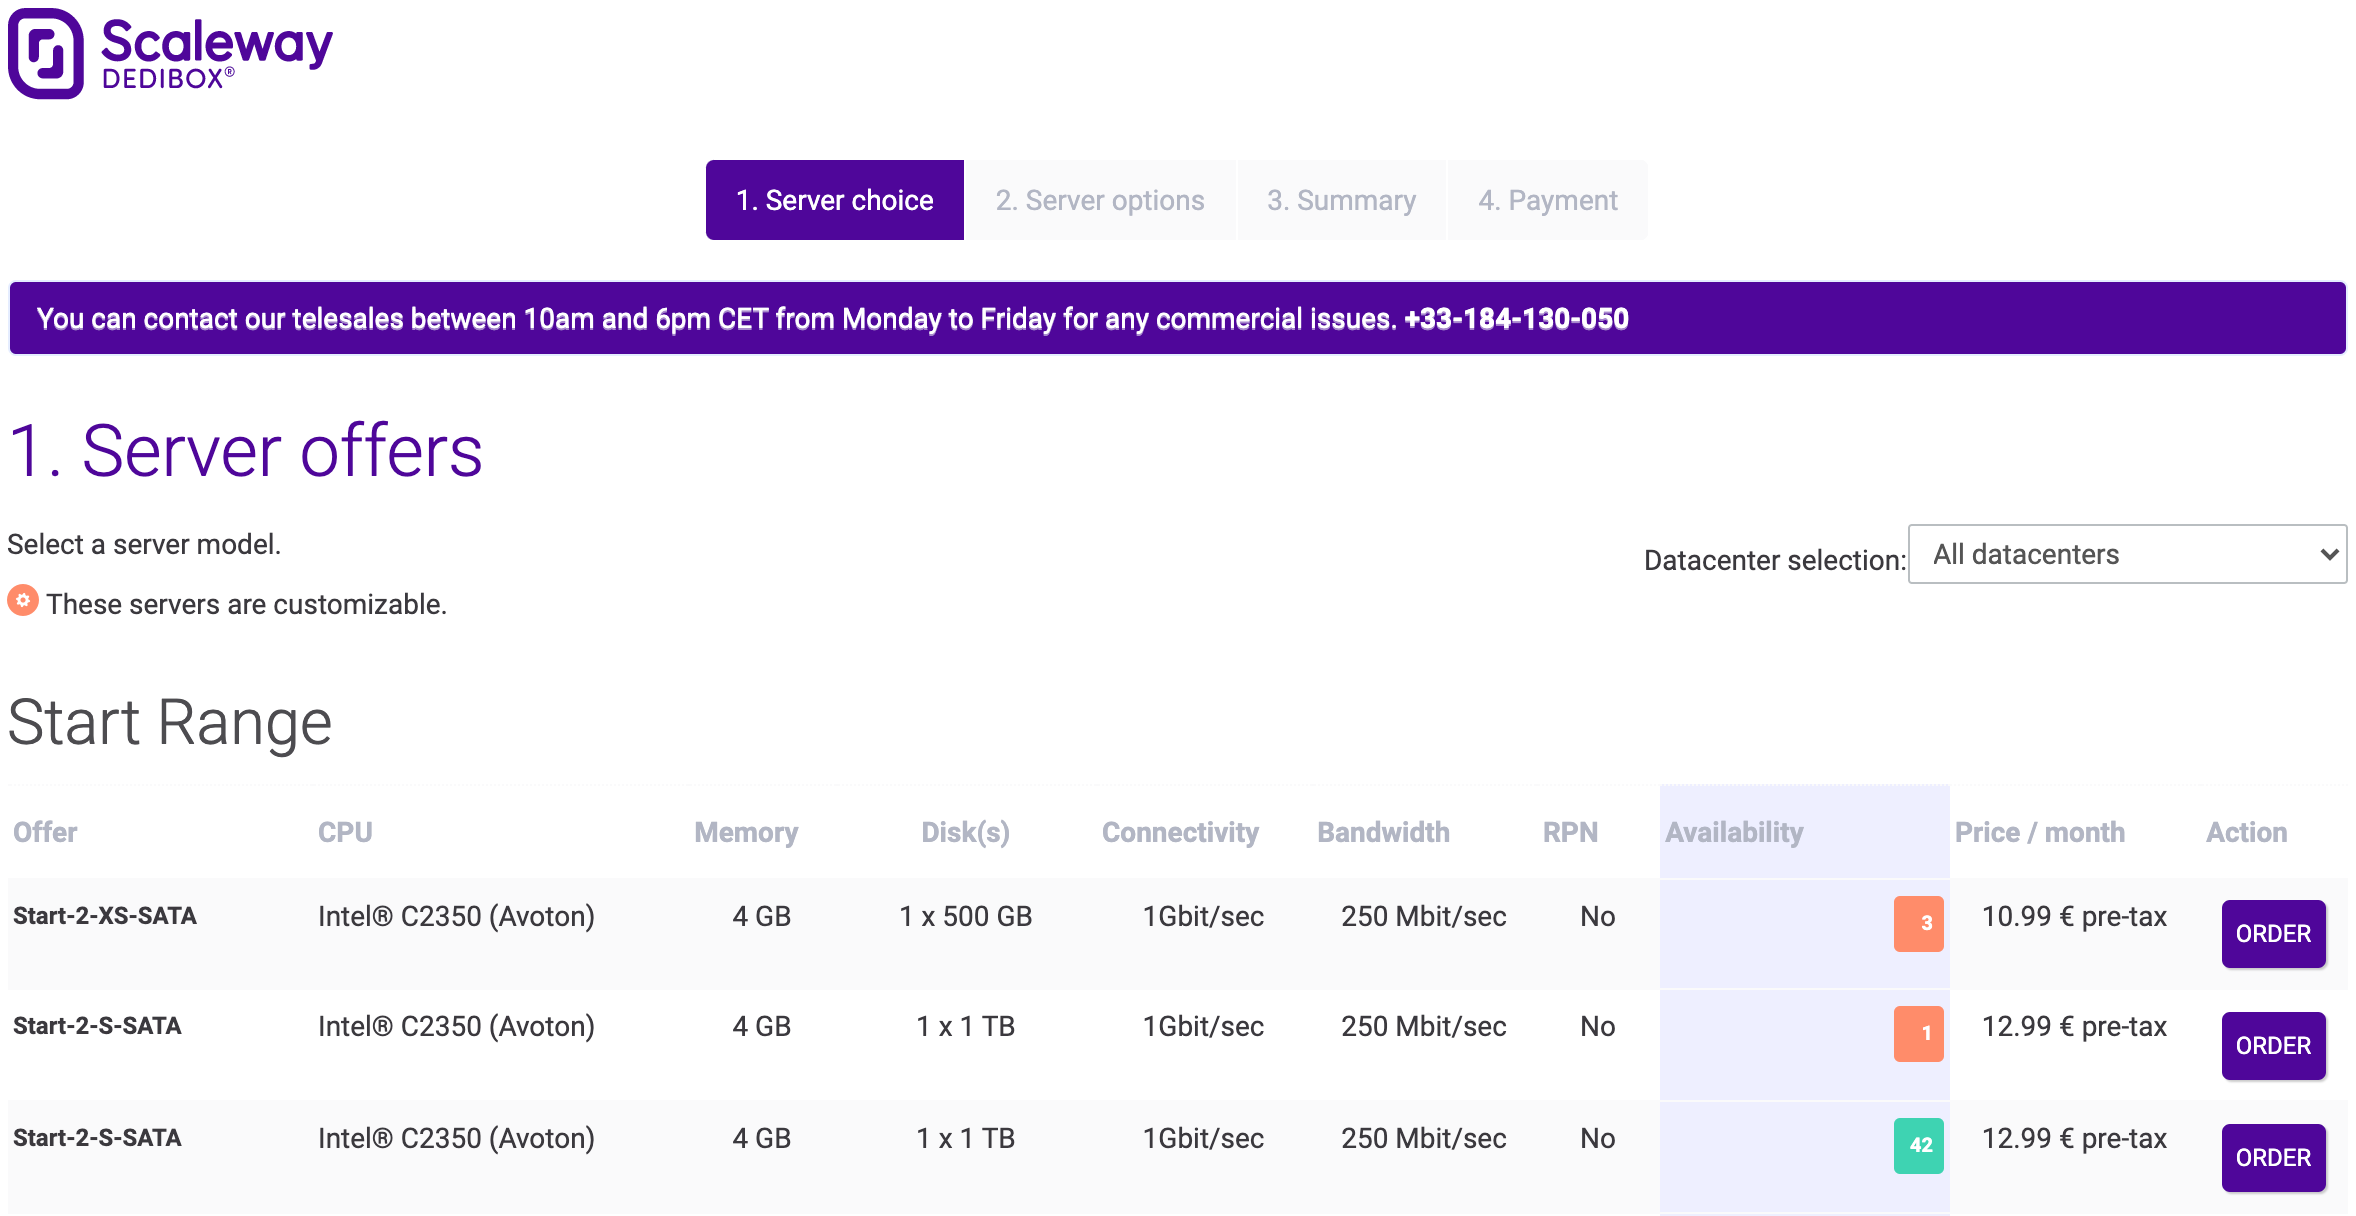 Scaleway
DEDIBOX®
1. Server choice 2. Server options 3. Summary 4. Payment
You can contact our telesales between 10am and 6pm CET from Monday to Friday for any commercial issues. +33-184-130-050
1. Server offers
Select a server model.
Datacenter selection: All datacenters
These servers are customizable.
Start Range
Offer CPU Memory Disk(s) Connectivity Bandwidth RPN Availability Price / month Action
Start-2-XS-SATA Intel® C2350 (Avoton) 4 GB 1 x 500 GB 1Gbit/sec 250 Mbit/sec No 3 10.99 € pre-tax ORDER
Start-2-S-SATA Intel® C2350 (Avoton) 4 GB 1 x 1 TB 1Gbit/sec 250 Mbit/sec No 1 12.99 € pre-tax ORDER
Start-2-S-SATA Intel® C2350 (Avoton) 4 GB 1 x 1 TB 1Gbit/sec 250 Mbit/sec No 42 12.99 € pre-tax ORDER